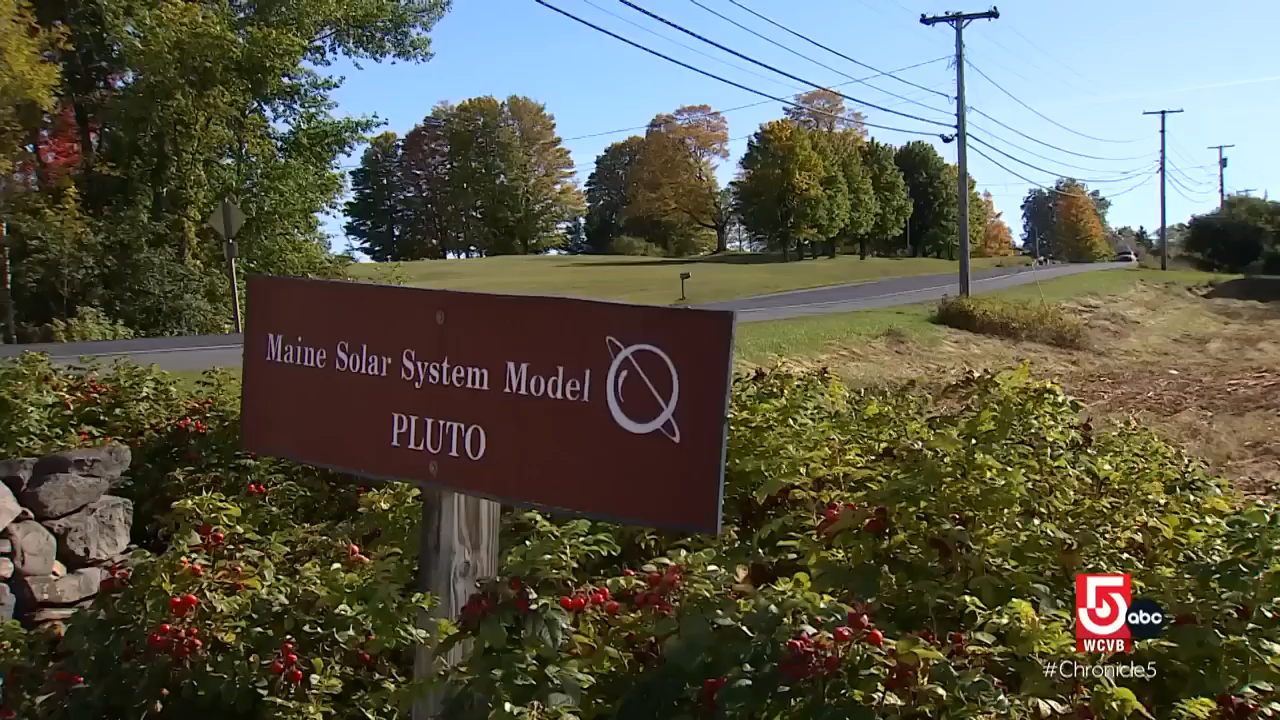 Maine Solar System Model
PLUTO
5 abc
WCVB
#Chronicle5